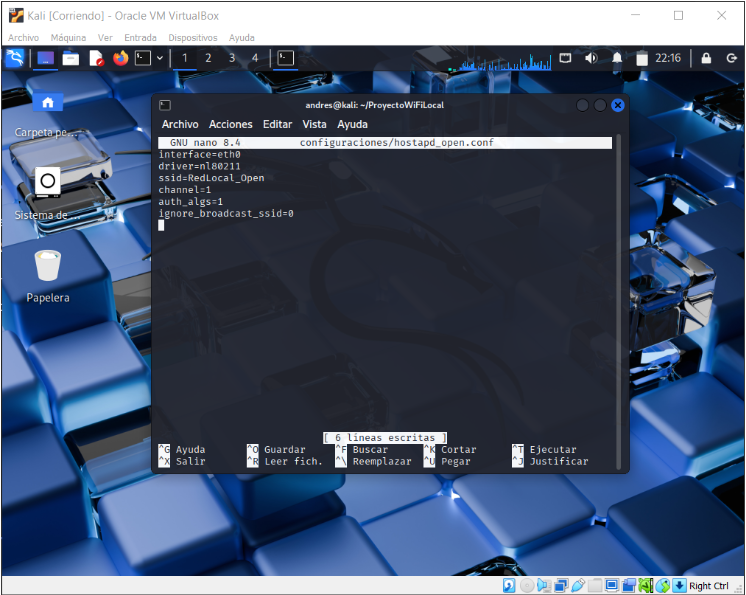 Kali [Corriendo] - Oracle VM VirtualBox
Archivo Máquina Ver Entrada Dispositivos Ayuda
1 2 3 4 22:16
andres@kali: ~/ProyectoWiFiLocal
Archivo Acciones Editar Vista Ayuda
GNU nano 8.4 configuraciones/hostapd_open.conf
interface=eth0
driver=nl80211
ssid=RedLocal_Open
channel=1
auth_algs=1
ignore_broadcast_ssid=0
Carpeta pe...
Sistema de ...
Papelera
[ 6 líneas escritas ]
^G Ayuda ^O Guardar ^F Buscar ^K Cortar ^T Ejecutar
^X Salir ^R Leer fich. ^\ Reemplazar ^U Pegar ^J Justificar
Right Ctrl